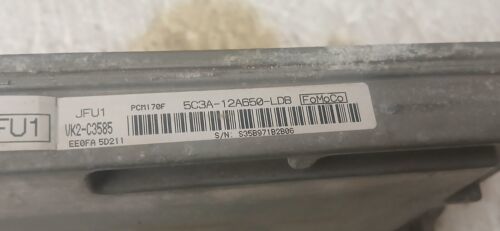 FU1
JFU1
VK2-C3585
EE0FA 5D211
PCM170F 5C3A-12A650-LDB FoMoCo
S/N. S35B971B2B06